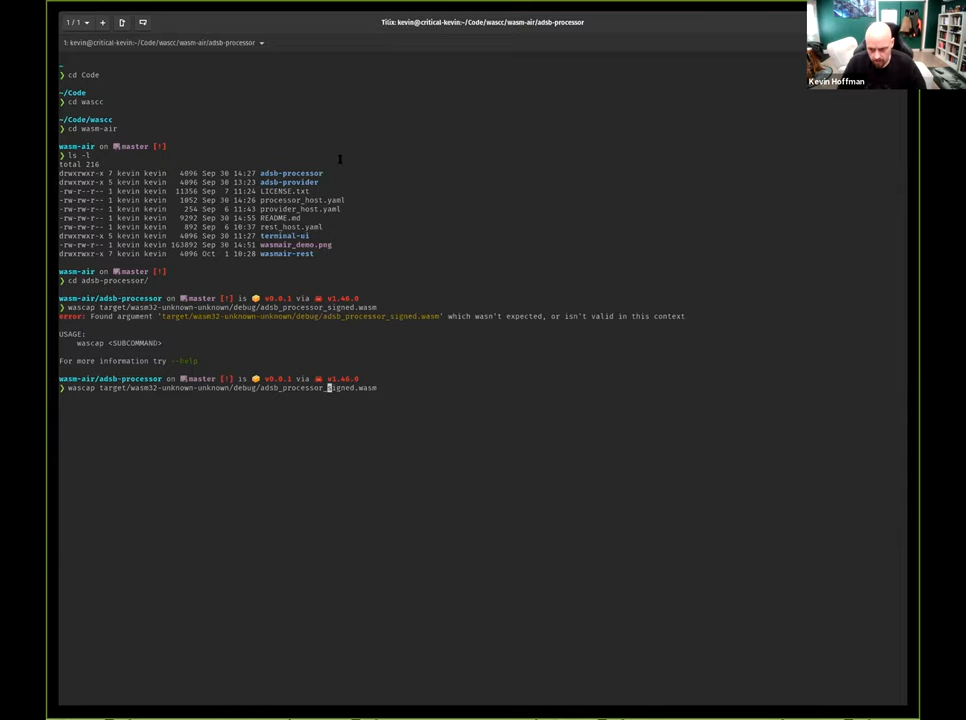 1 / 1
Tilix: kevin@critical-kevin:~/Code/wascc/wasm-air/adsb-processor
1: kevin@critical-kevin:~/Code/wascc/wasm-air/adsb-processor
Kevin Hoffman
~
❯ cd Code
~/Code
❯ cd wascc
~/Code/wascc
❯ cd wasm-air
wasm-air on master [!]
❯ ls -l
total 216
drwxrwxr-x 7 kevin kevin 4096 Sep 30 14:27 adsb-processor
drwxrwxr-x 5 kevin kevin 4096 Sep 30 13:23 adsb-provider
-rw-r--r-- 1 kevin kevin 11356 Sep 7 11:24 LICENSE.txt
-rw-rw-r-- 1 kevin kevin 1052 Sep 30 14:26 processor_host.yaml
-rw-rw-r-- 1 kevin kevin 254 Sep 6 11:43 provider_host.yaml
-rw-rw-r-- 1 kevin kevin 9292 Sep 30 14:55 README.md
-rw-rw-r-- 1 kevin kevin 892 Sep 6 10:37 rest_host.yaml
drwxrwxr-x 5 kevin kevin 4096 Sep 30 11:27 terminal-ui
-rw-rw-r-- 1 kevin kevin 163892 Sep 30 14:51 wasmair_demo.png
drwxrwxr-x 5 kevin kevin 4096 Oct 1 10:28 wasmair-rest
wasm-air on master [!]
❯ cd adsb-processor/
wasm-air/adsb-processor on master [!] is 📦 v0.0.1 via 🦀 v1.46.0
❯ wascap target/wasm32-unknown-unknown/debug/adsb_processor_signed.wasm
error: Found argument 'target/wasm32-unknown-unknown/debug/adsb_processor_signed.wasm' which wasn't expected, or isn't valid in this context
USAGE:
wascap <SUBCOMMAND>
For more information try --help
wasm-air/adsb-processor on master [!] is 📦 v0.0.1 via 🦀 v1.46.0
❯ wascap target/wasm32-unknown-unknown/debug/adsb_processor_signed.wasm